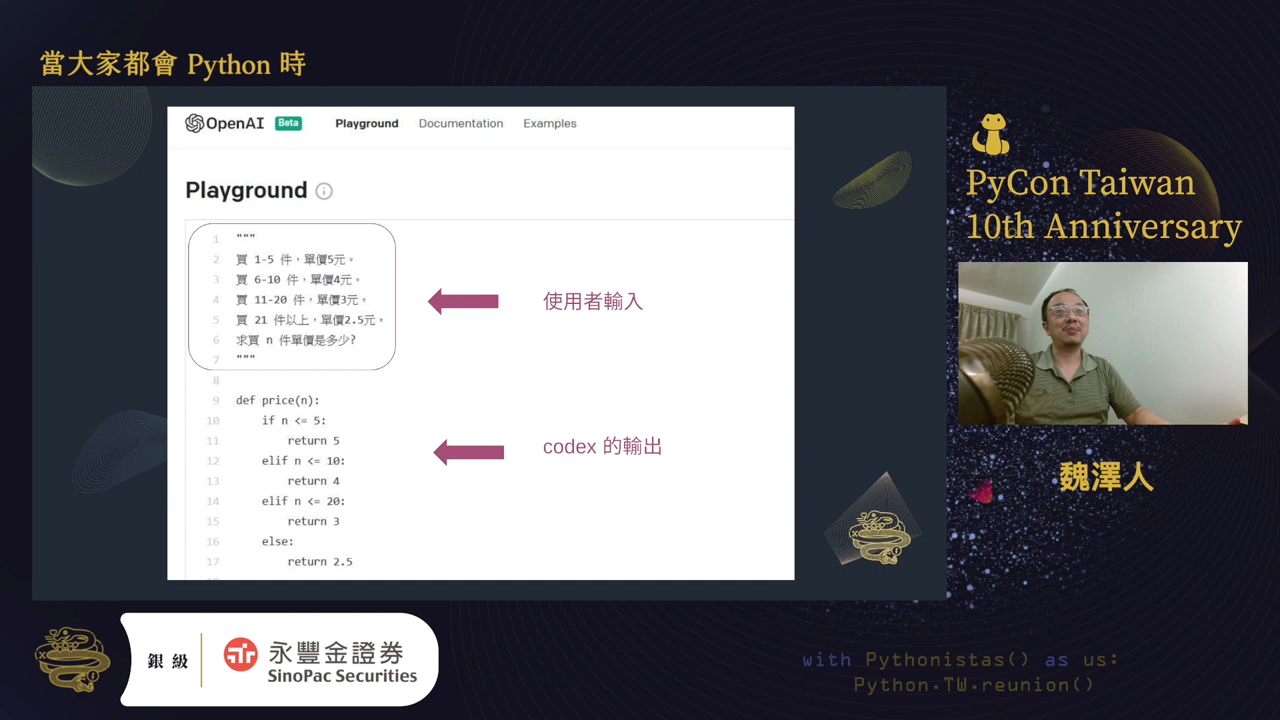 當大家都會 Python 時
OpenAI Beta Playground Documentation Examples
Playground
1 """
2 買 1-5 件，單價5元。
3 買 6-10 件，單價4元。
4 買 11-20 件，單價3元。
5 買 21 件以上，單價2.5元。
6 求買 n 件單價是多少?
7 """
8
9 def price(n):
10 if n <= 5:
11 return 5
12 elif n <= 10:
13 return 4
14 elif n <= 20:
15 return 3
16 else:
17 return 2.5
使用者輸入
codex 的輸出
PyCon Taiwan
10th Anniversary
魏澤人
銀級
永豐金證券
SinoPac Securities
with Pythonistas() as us:
Python.TW.reunion()